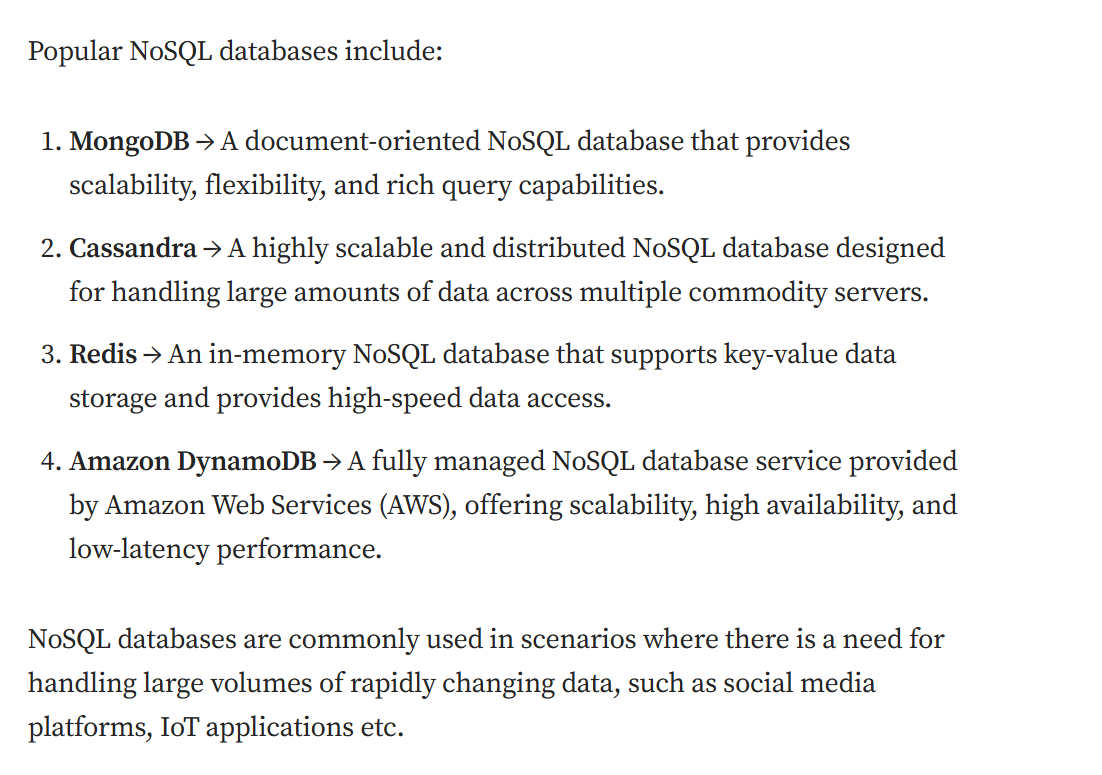 Popular NoSQL databases include:
1. MongoDB → A document-oriented NoSQL database that provides
scalability, flexibility, and rich query capabilities.
2. Cassandra → A highly scalable and distributed NoSQL database designed
for handling large amounts of data across multiple commodity servers.
3. Redis → An in-memory NoSQL database that supports key-value data
storage and provides high-speed data access.
4. Amazon DynamoDB → A fully managed NoSQL database service provided
by Amazon Web Services (AWS), offering scalability, high availability, and
low-latency performance.
NoSQL databases are commonly used in scenarios where there is a need for
handling large volumes of rapidly changing data, such as social media
platforms, IoT applications etc.